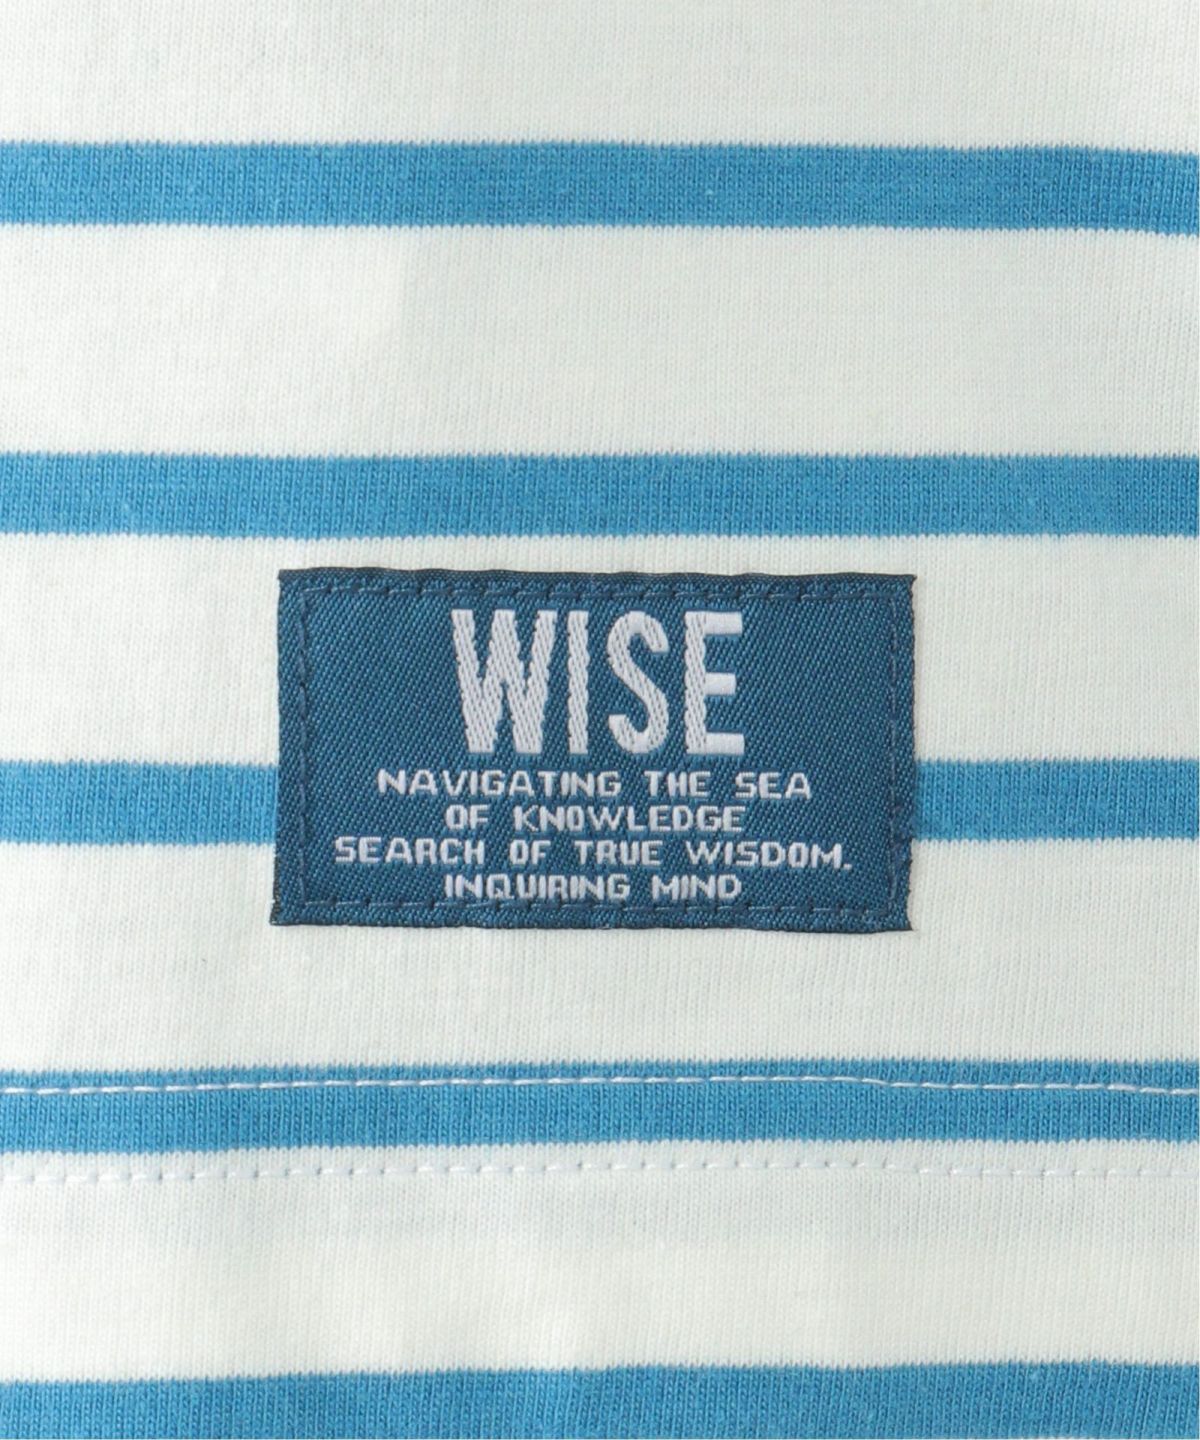 WISE
NAVIGATING THE SEA
OF KNOWLEDGE
SEARCH OF TRUE WISDOM.
INQUIRING MIND